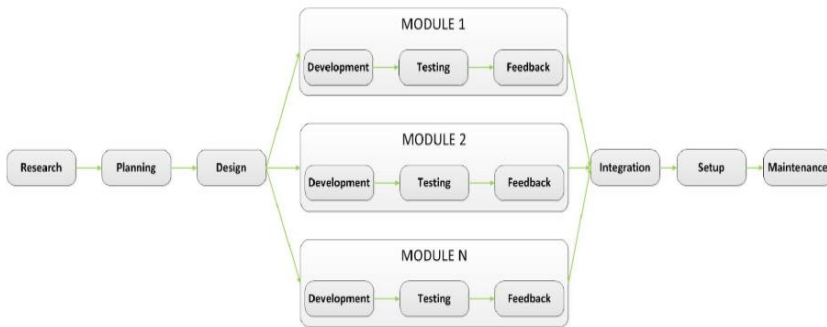 MODULE 1
Development Testing Feedback
MODULE 2
Research Planning Design Development Testing Feedback Integration Setup Maintenance
MODULE N
Development Testing Feedback